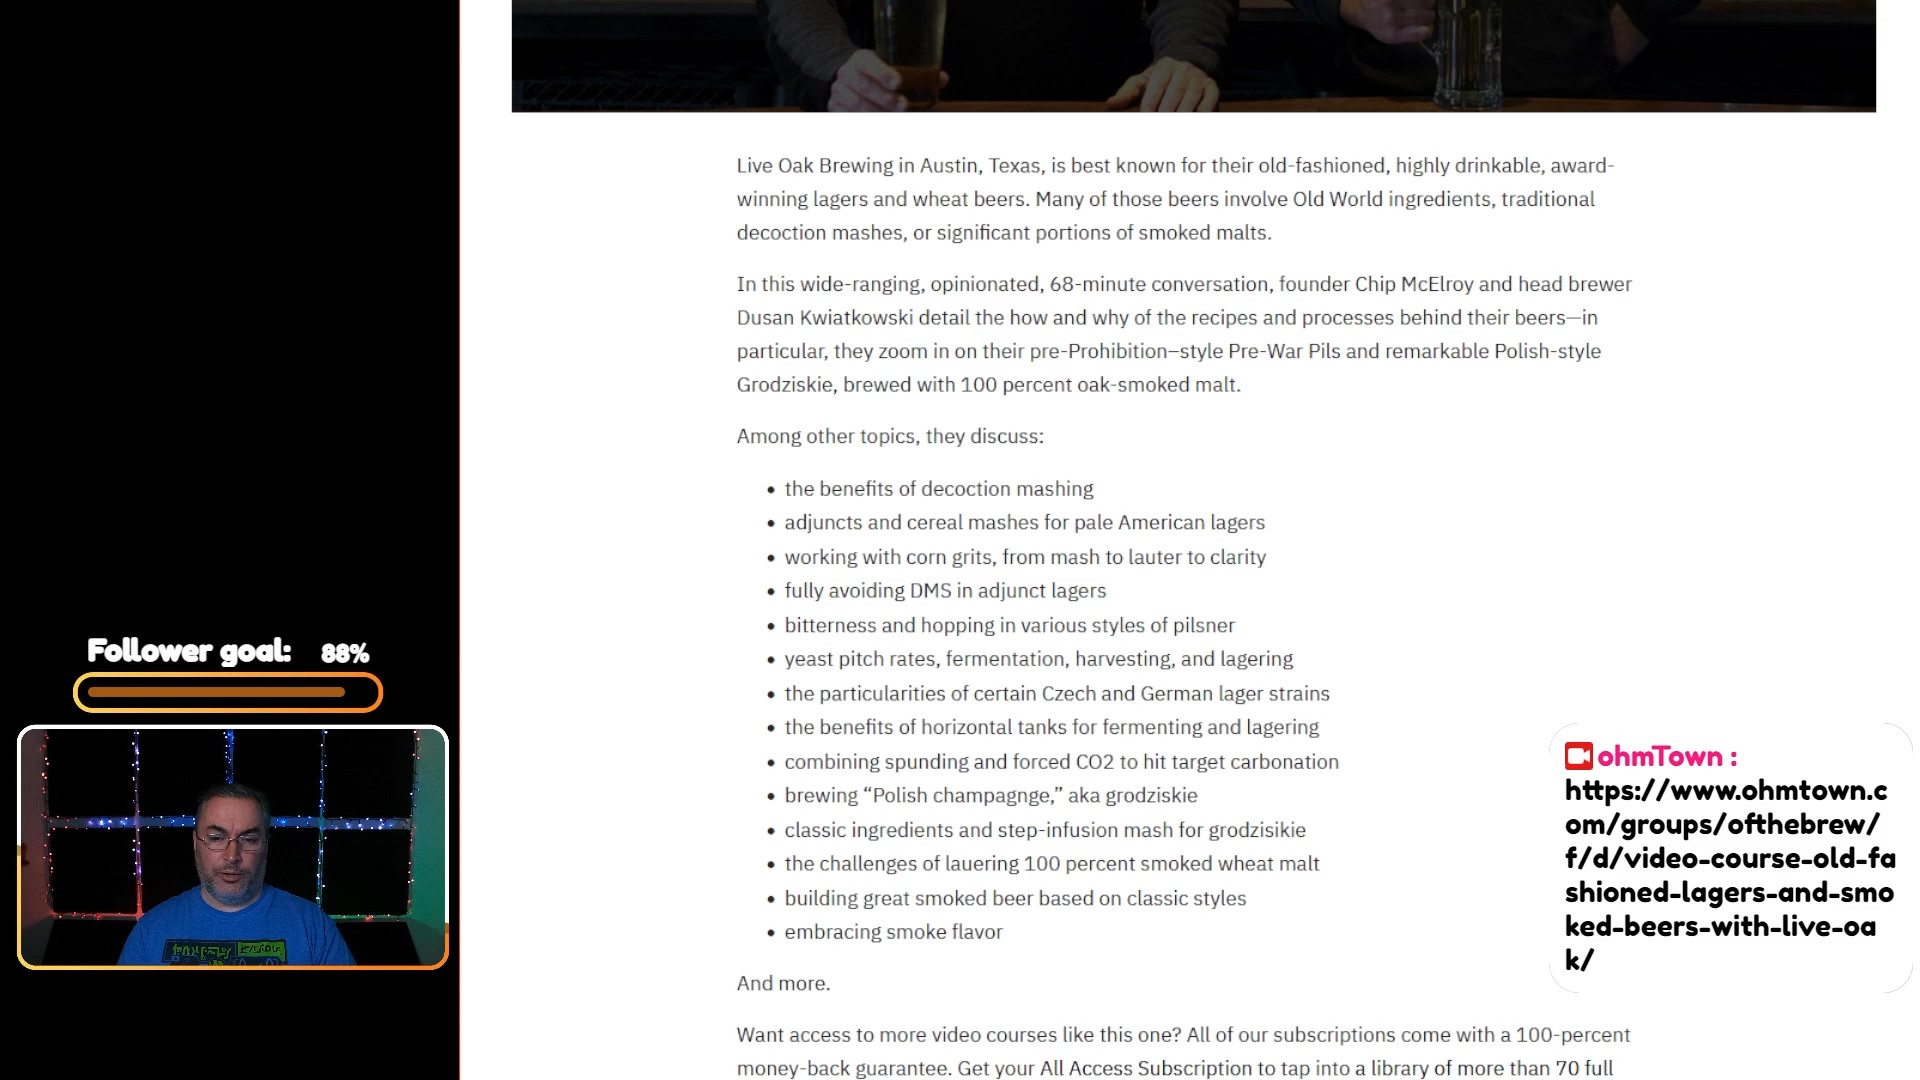 Live Oak Brewing in Austin, Texas, is best known for their old-fashioned, highly drinkable, award-
winning lagers and wheat beers. Many of those beers involve Old World ingredients, traditional
decoction mashes, or significant portions of smoked malts.
In this wide-ranging, opinionated, 68-minute conversation, founder Chip McElroy and head brewer
Dusan Kwiatkowski detail the how and why of the recipes and processes behind their beers—in
particular, they zoom in on their pre-Prohibition–style Pre-War Pils and remarkable Polish-style
Grodziskie, brewed with 100 percent oak-smoked malt.
Among other topics, they discuss:
• the benefits of decoction mashing
• adjuncts and cereal mashes for pale American lagers
• working with corn grits, from mash to lauter to clarity
• fully avoiding DMS in adjunct lagers
• bitterness and hopping in various styles of pilsner
• yeast pitch rates, fermentation, harvesting, and lagering
• the particularities of certain Czech and German lager strains
• the benefits of horizontal tanks for fermenting and lagering
• combining spunding and forced CO2 to hit target carbonation
• brewing “Polish champagnge,” aka grodziskie
• classic ingredients and step-infusion mash for grodzisikie
• the challenges of lauering 100 percent smoked wheat malt
• building great smoked beer based on classic styles
• embracing smoke flavor
And more.
Want access to more video courses like this one? All of our subscriptions come with a 100-percent
money-back guarantee. Get your All Access Subscription to tap into a library of more than 70 full
Follower goal: 88%
ohmTown :
https://www.ohmtown.c
om/groups/ofthebrew/
f/d/video-course-old-fa
shioned-lagers-and-smo
ked-beers-with-live-oa
k/